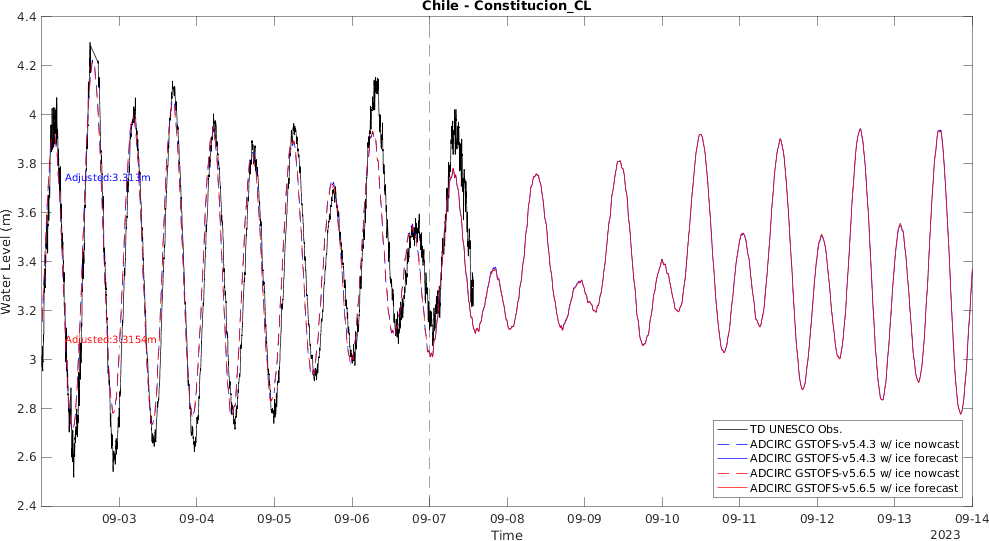 Chile - Constitucion_CL
4.4
4.2
4
3.8
3.6
3.4
3.2
3
2.8
2.6
2.4
Water Level (m)
Adjusted:3.313m
Adjusted:3.3154m
TD UNESCO Obs.
ADCIRC GSTOFS-v5.4.3 w/ ice nowcast
ADCIRC GSTOFS-v5.4.3 w/ ice forecast
ADCIRC GSTOFS-v5.6.5 w/ ice nowcast
ADCIRC GSTOFS-v5.6.5 w/ ice forecast
09-03 09-04 09-05 09-06 09-07 09-08 09-09 09-10 09-11 09-12 09-13 09-14
Time
2023